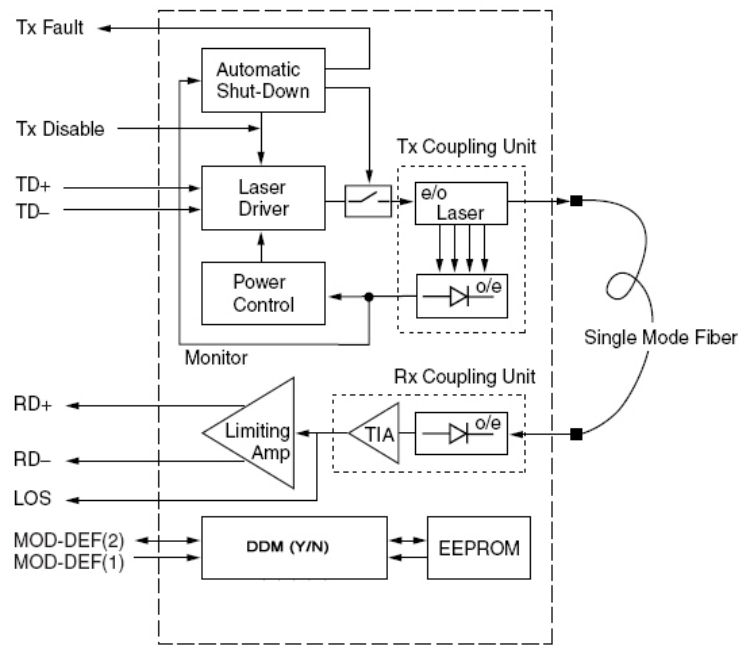 Tx Fault
Automatic
Shut-Down
Tx Disable
Tx Coupling Unit
TD+
TD–
Laser
Driver
e/o
Laser
Power
Control
o/e
Monitor
Single Mode Fiber
Rx Coupling Unit
RD+
RD–
LOS
Limiting
Amp
TIA
o/e
MOD-DEF(2)
MOD-DEF(1)
DDM (Y/N)
EEPROM